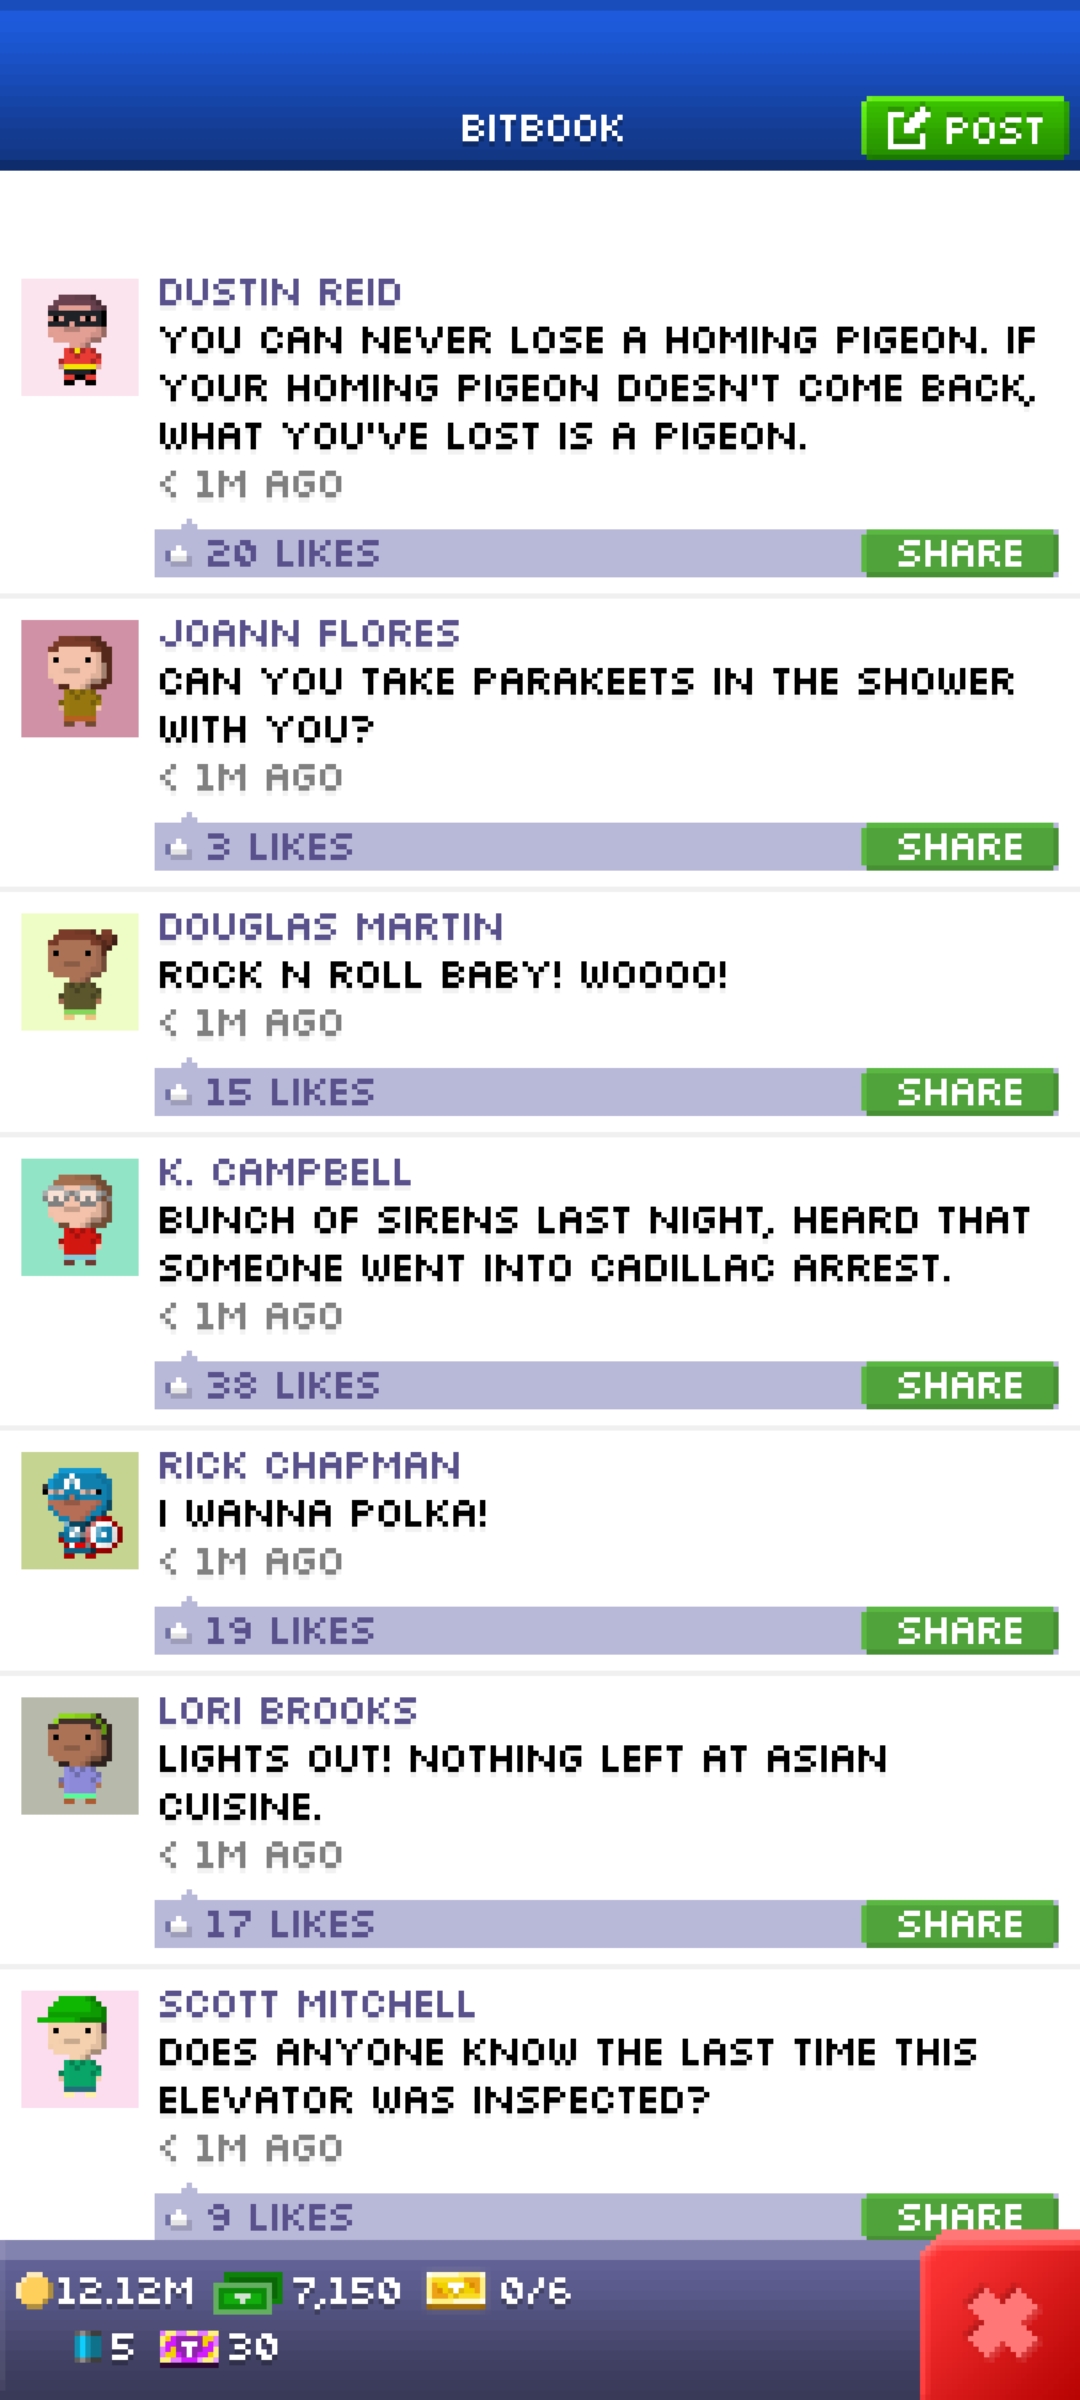 BITBOOK
POST
DUSTIN REID
YOU CAN NEVER LOSE A HOMING PIGEON. IF
YOUR HOMING PIGEON DOESN'T COME BACK,
WHAT YOU'VE LOST IS A PIGEON.
< 1M AGO
20 LIKES
SHARE
JOANN FLORES
CAN YOU TAKE PARAKEETS IN THE SHOWER
WITH YOU?
< 1M AGO
3 LIKES
SHARE
DOUGLAS MARTIN
ROCK N ROLL BABY! WOOOO!
< 1M AGO
15 LIKES
SHARE
K. CAMPBELL
BUNCH OF SIRENS LAST NIGHT, HEARD THAT
SOMEONE WENT INTO CADILLAC ARREST.
< 1M AGO
38 LIKES
SHARE
RICK CHAPMAN
I WANNA POLKA!
< 1M AGO
19 LIKES
SHARE
LORI BROOKS
LIGHTS OUT! NOTHING LEFT AT ASIAN
CUISINE.
< 1M AGO
17 LIKES
SHARE
SCOTT MITCHELL
DOES ANYONE KNOW THE LAST TIME THIS
ELEVATOR WAS INSPECTED?
< 1M AGO
9 LIKES
SHARE
12.12M 7,150 0/6
5 T 30